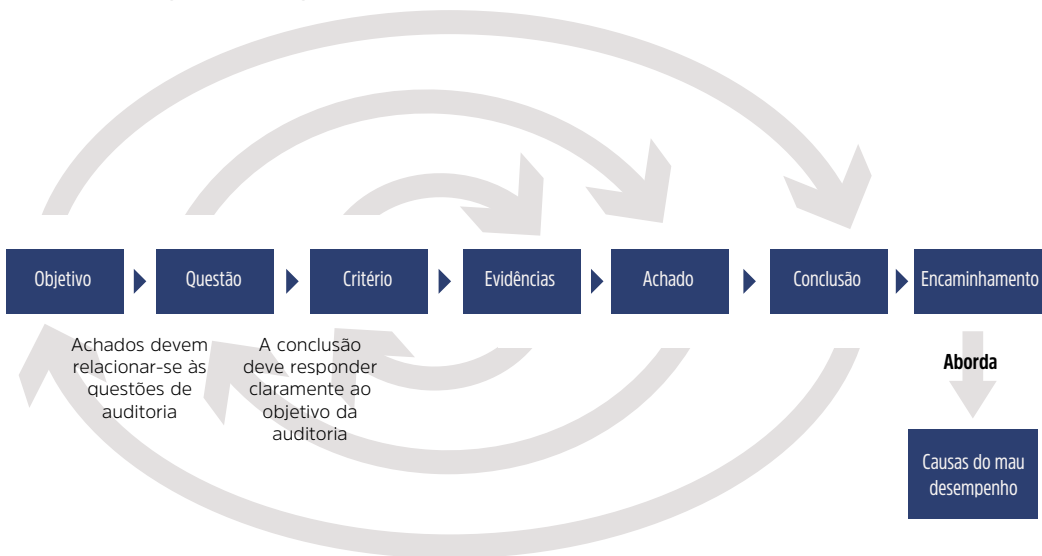 Objetivo
Questão
Critério
Evidências
Achado
Conclusão
Encaminhamento
Achados devem
relacionar-se às
questões de
auditoria
A conclusão
deve responder
claramente ao
objetivo da
auditoria
Aborda
Causas do mau
desempenho